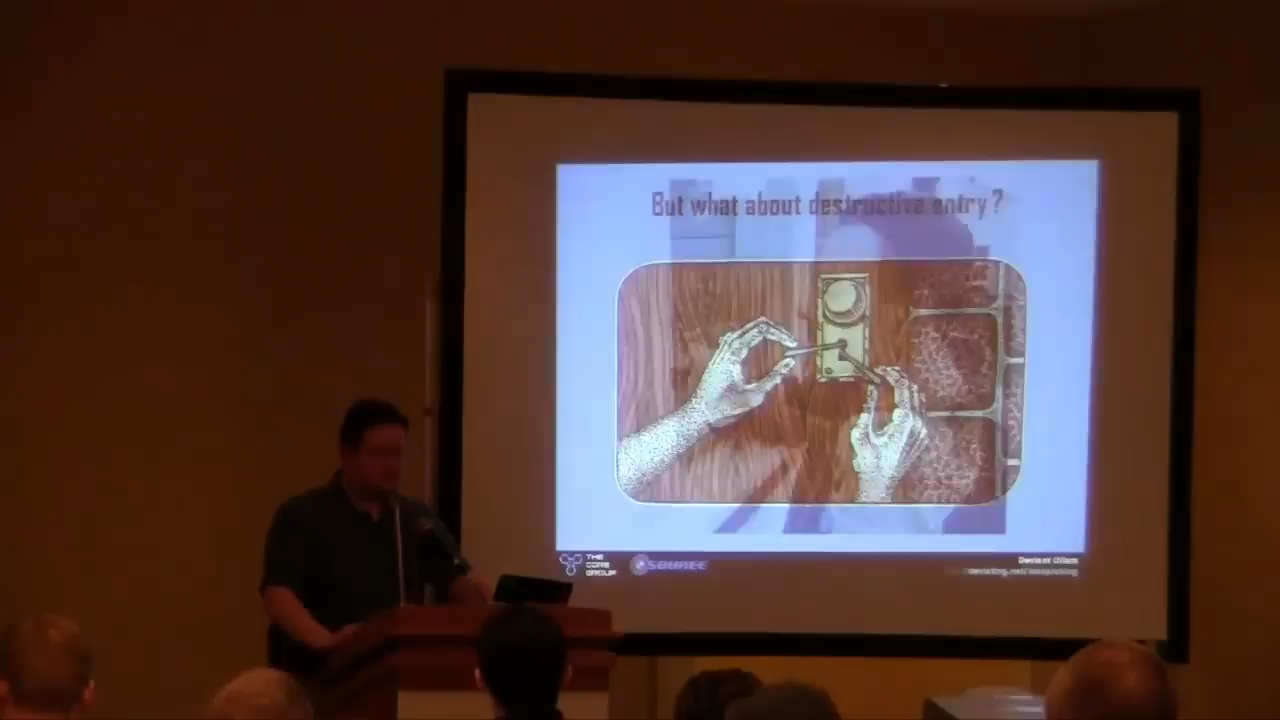 But what about destructive entry?
THE
CORE
GROUP
SOURCE
Deviant Ollam